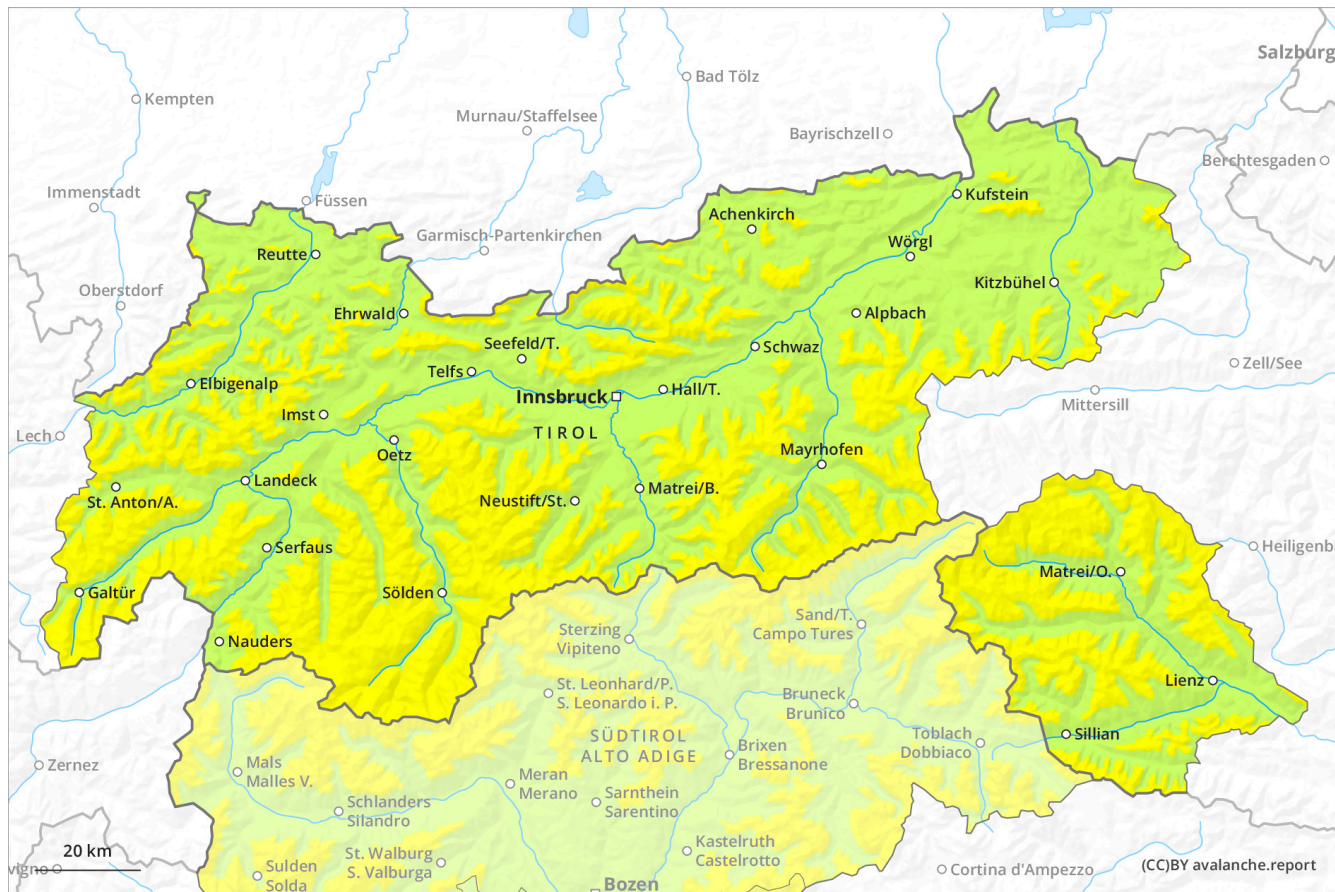 Salzburg
Bad Tölz
Kempten
Murnau/Staffelsee
Bayrischzell
Berchtesgaden
Immenstadt
Füssen
Kufstein
Achenkirch
Garmisch-Partenkirchen
Wörgl
Reutte
Kitzbühel
Oberstdorf
Ehrwald
Alpbach
Seefeld/T.
Schwaz
Zell/See
Telfs
Elbigenalp
Innsbruck
Hall/T.
Mittersill
Imst
TIROL
Lech
Oetz
Mayrhofen
Landeck
St. Anton/A.
Neustift/St.
Matrei/B.
Serfaus
Heiligenb
Matrei/O.
Galtür
Sölden
Sand/T.
Campo Tures
Nauders
Sterzing
Vipiteno
Lienz
St. Leonhard/P.
S. Leonardo i. P.
Bruneck
Brunico
SÜDTIROL
ALTO ADIGE
Toblach
Dobbiaco
Sillian
Brixen
Bressanone
Zernez
Mals
Malles V.
Meran
Merano
Sarnthein
Sarentino
Schlanders
Silandro
Kastelruth
Castelrotto
20 km
vigno
St. Walburg
S. Valburga
Sulden
Solda
Bozen
Cortina d'Ampezzo
(CC)BY avalanche.report